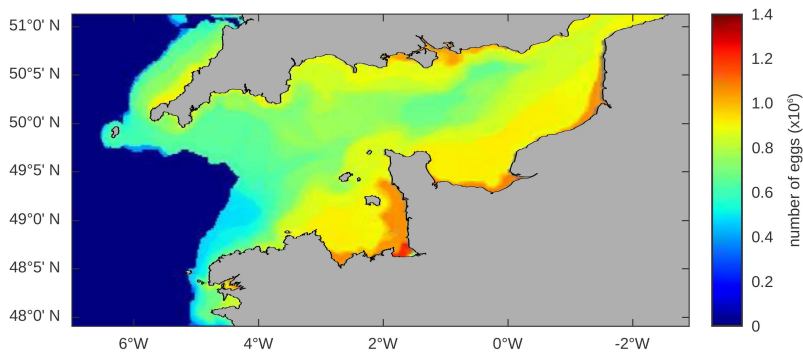 51°0' N
50°5' N
50°0' N
49°5' N
49°0' N
48°5' N
48°0' N
6°W
4°W
2°W
0°W
-2°W
1.4
1.2
1.0
0.8
0.6
0.4
0.2
0
number of eggs (x10⁶)